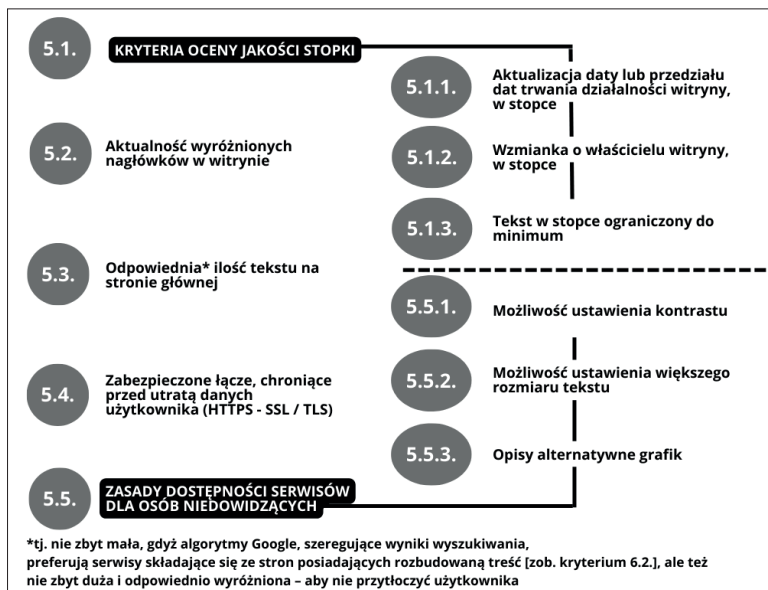 5.1.
KRYTERIA OCENY JAKOŚCI STOPKI
5.1.1.
Aktualizacja daty lub przedziału
dat trwania działalności witryny,
w stopce
5.1.2.
Wzmianka o właścicielu witryny,
w stopce
5.1.3.
Tekst w stopce ograniczony do
minimum
5.2.
Aktualność wyróżnionych
nagłówków w witrynie
5.3.
Odpowiednia* ilość tekstu na
stronie głównej
5.4.
Zabezpieczone łącze, chroniące
przed utratą danych
użytkownika (HTTPS - SSL / TLS)
5.5.
ZASADY DOSTĘPNOŚCI SERWISÓW
DLA OSÓB NIEDOWIDZĄCYCH
5.5.1.
Możliwość ustawienia kontrastu
5.5.2.
Możliwość ustawienia większego
rozmiaru tekstu
5.5.3.
Opisy alternatywne grafik
*tj. nie zbyt mała, gdyż algorytmy Google, szeregujące wyniki wyszukiwania,
preferują serwisy składające się ze stron posiadających rozbudowaną treść [zob. kryterium 6.2.], ale też
nie zbyt duża i odpowiednio wyróżniona – aby nie przytłoczyć użytkownika